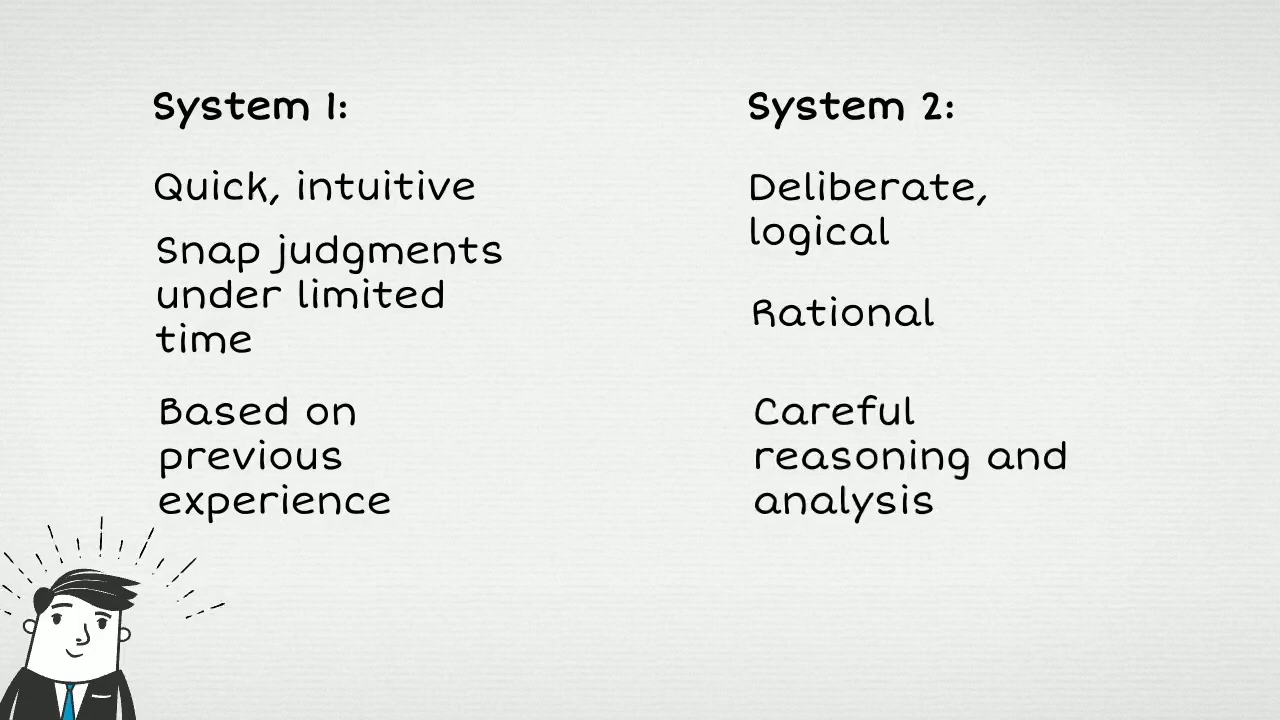 System 1:
Quick, intuitive
Snap judgments
under limited
time
Based on
previous
experience
System 2:
Deliberate,
logical
Rational
Careful
reasoning and
analysis